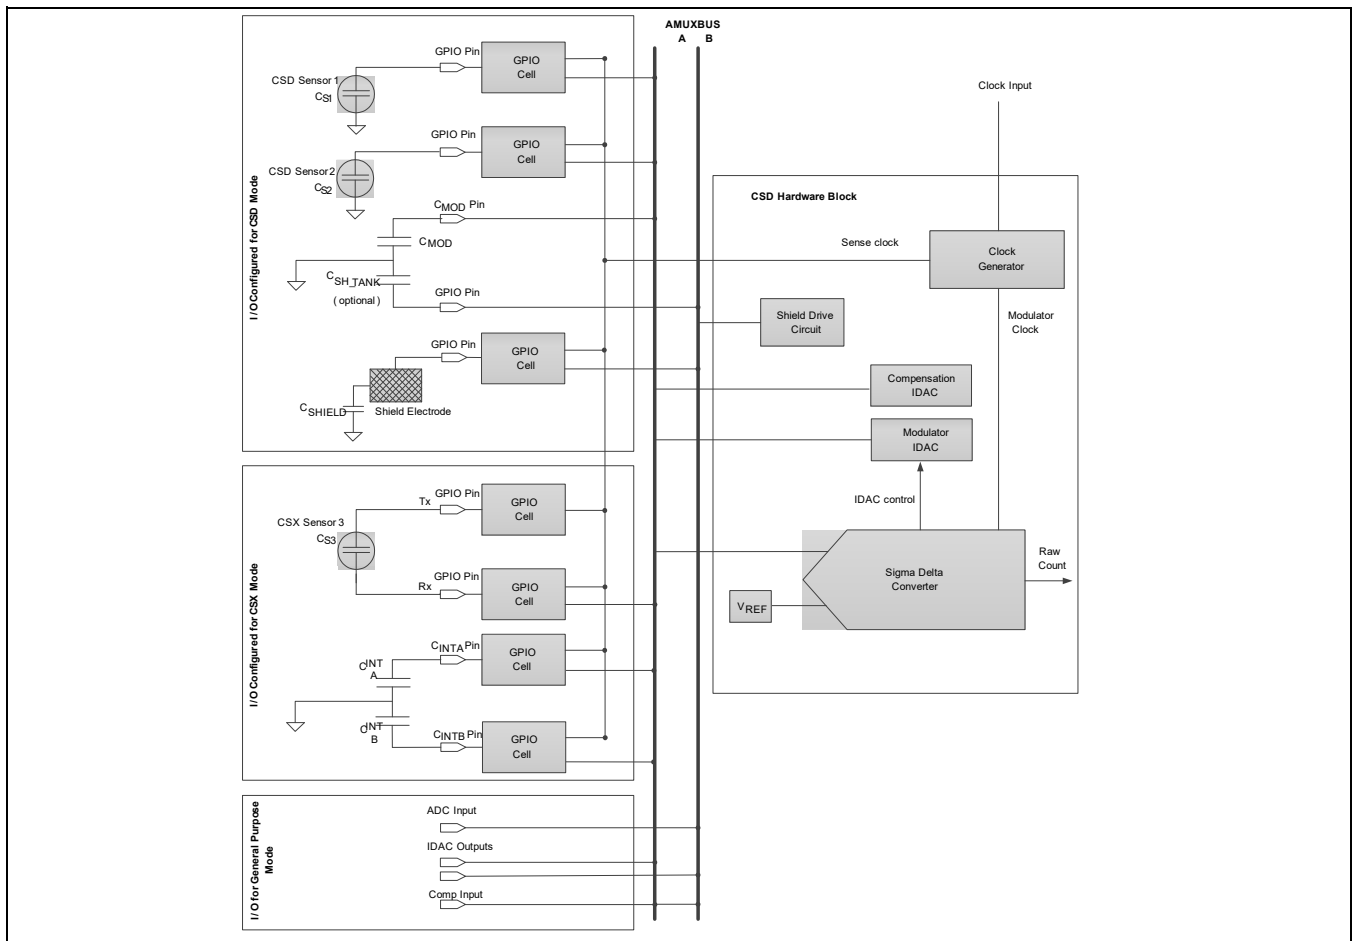 AMUXBUS
A B
GPIO Pin
GPIO
Cell
CSD Sensor 1
CS1
GPIO Pin
GPIO
Cell
CSD Sensor2
CS2
CMOD Pin
CMOD
CSH_TANK
( optional )
GPIO Pin
GPIO Pin
GPIO
Cell
CSHIELD
Shield Electrode
I/O Configured for CSD Mode
GPIO Pin
Tx
GPIO
Cell
CSX Sensor 3
CS3
GPIO Pin
Rx
GPIO
Cell
CINTA Pin
GPIO
Cell
CINT
A
CINT
B
CINTB Pin
GPIO
Cell
I/O Configured for CSX Mode
ADC Input
IDAC Outputs
Comp Input
I/O for General Purpose
Mode
Clock Input
CSD Hardware Block
Sense clock
Clock
Generator
Shield Drive
Circuit
Modulator
Clock
Compensation
IDAC
Modulator
IDAC
IDAC control
Sigma Delta
Converter
Raw
Count
VREF